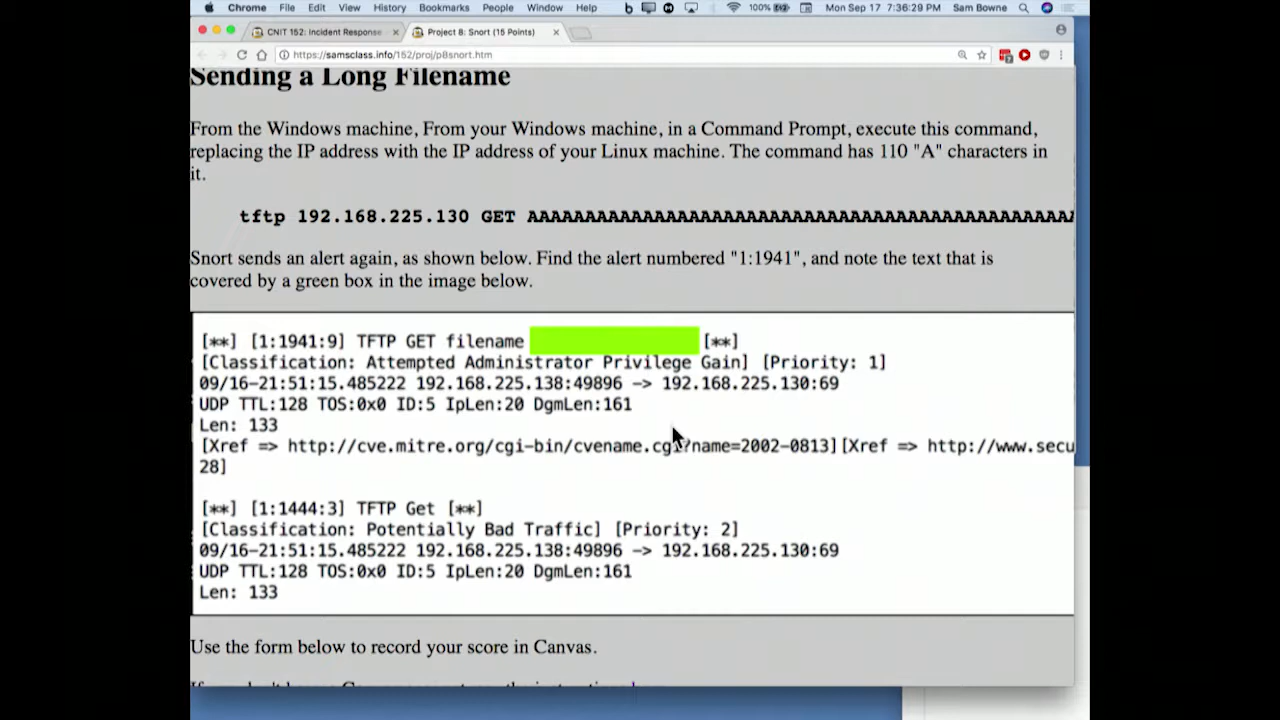 Chrome File Edit View History Bookmarks People Window Help 100% Mon Sep 17 7:36:29 PM Sam Bowne
CNIT 152: Incident Response × Project 8: Snort (15 Points) ×
https://samsclass.info/152/proj/p8snort.htm
Sending a Long Filename
From the Windows machine, From your Windows machine, in a Command Prompt, execute this command,
replacing the IP address with the IP address of your Linux machine. The command has 110 "A" characters in
it.
tftp 192.168.225.130 GET AAAAAAAAAAAAAAAAAAAAAAAAAAAAAAAAAAAAAAAAAAAAAAA
Snort sends an alert again, as shown below. Find the alert numbered "1:1941", and note the text that is
covered by a green box in the image below.
[**] [1:1941:9] TFTP GET filename [**]
[Classification: Attempted Administrator Privilege Gain] [Priority: 1]
09/16-21:51:15.485222 192.168.225.138:49896 -> 192.168.225.130:69
UDP TTL:128 TOS:0x0 ID:5 IpLen:20 DgmLen:161
Len: 133
[Xref => http://cve.mitre.org/cgi-bin/cvename.cgi?name=2002-0813][Xref => http://www.secu
28]
[**] [1:1444:3] TFTP Get [**]
[Classification: Potentially Bad Traffic] [Priority: 2]
09/16-21:51:15.485222 192.168.225.138:49896 -> 192.168.225.130:69
UDP TTL:128 TOS:0x0 ID:5 IpLen:20 DgmLen:161
Len: 133
Use the form below to record your score in Canvas.